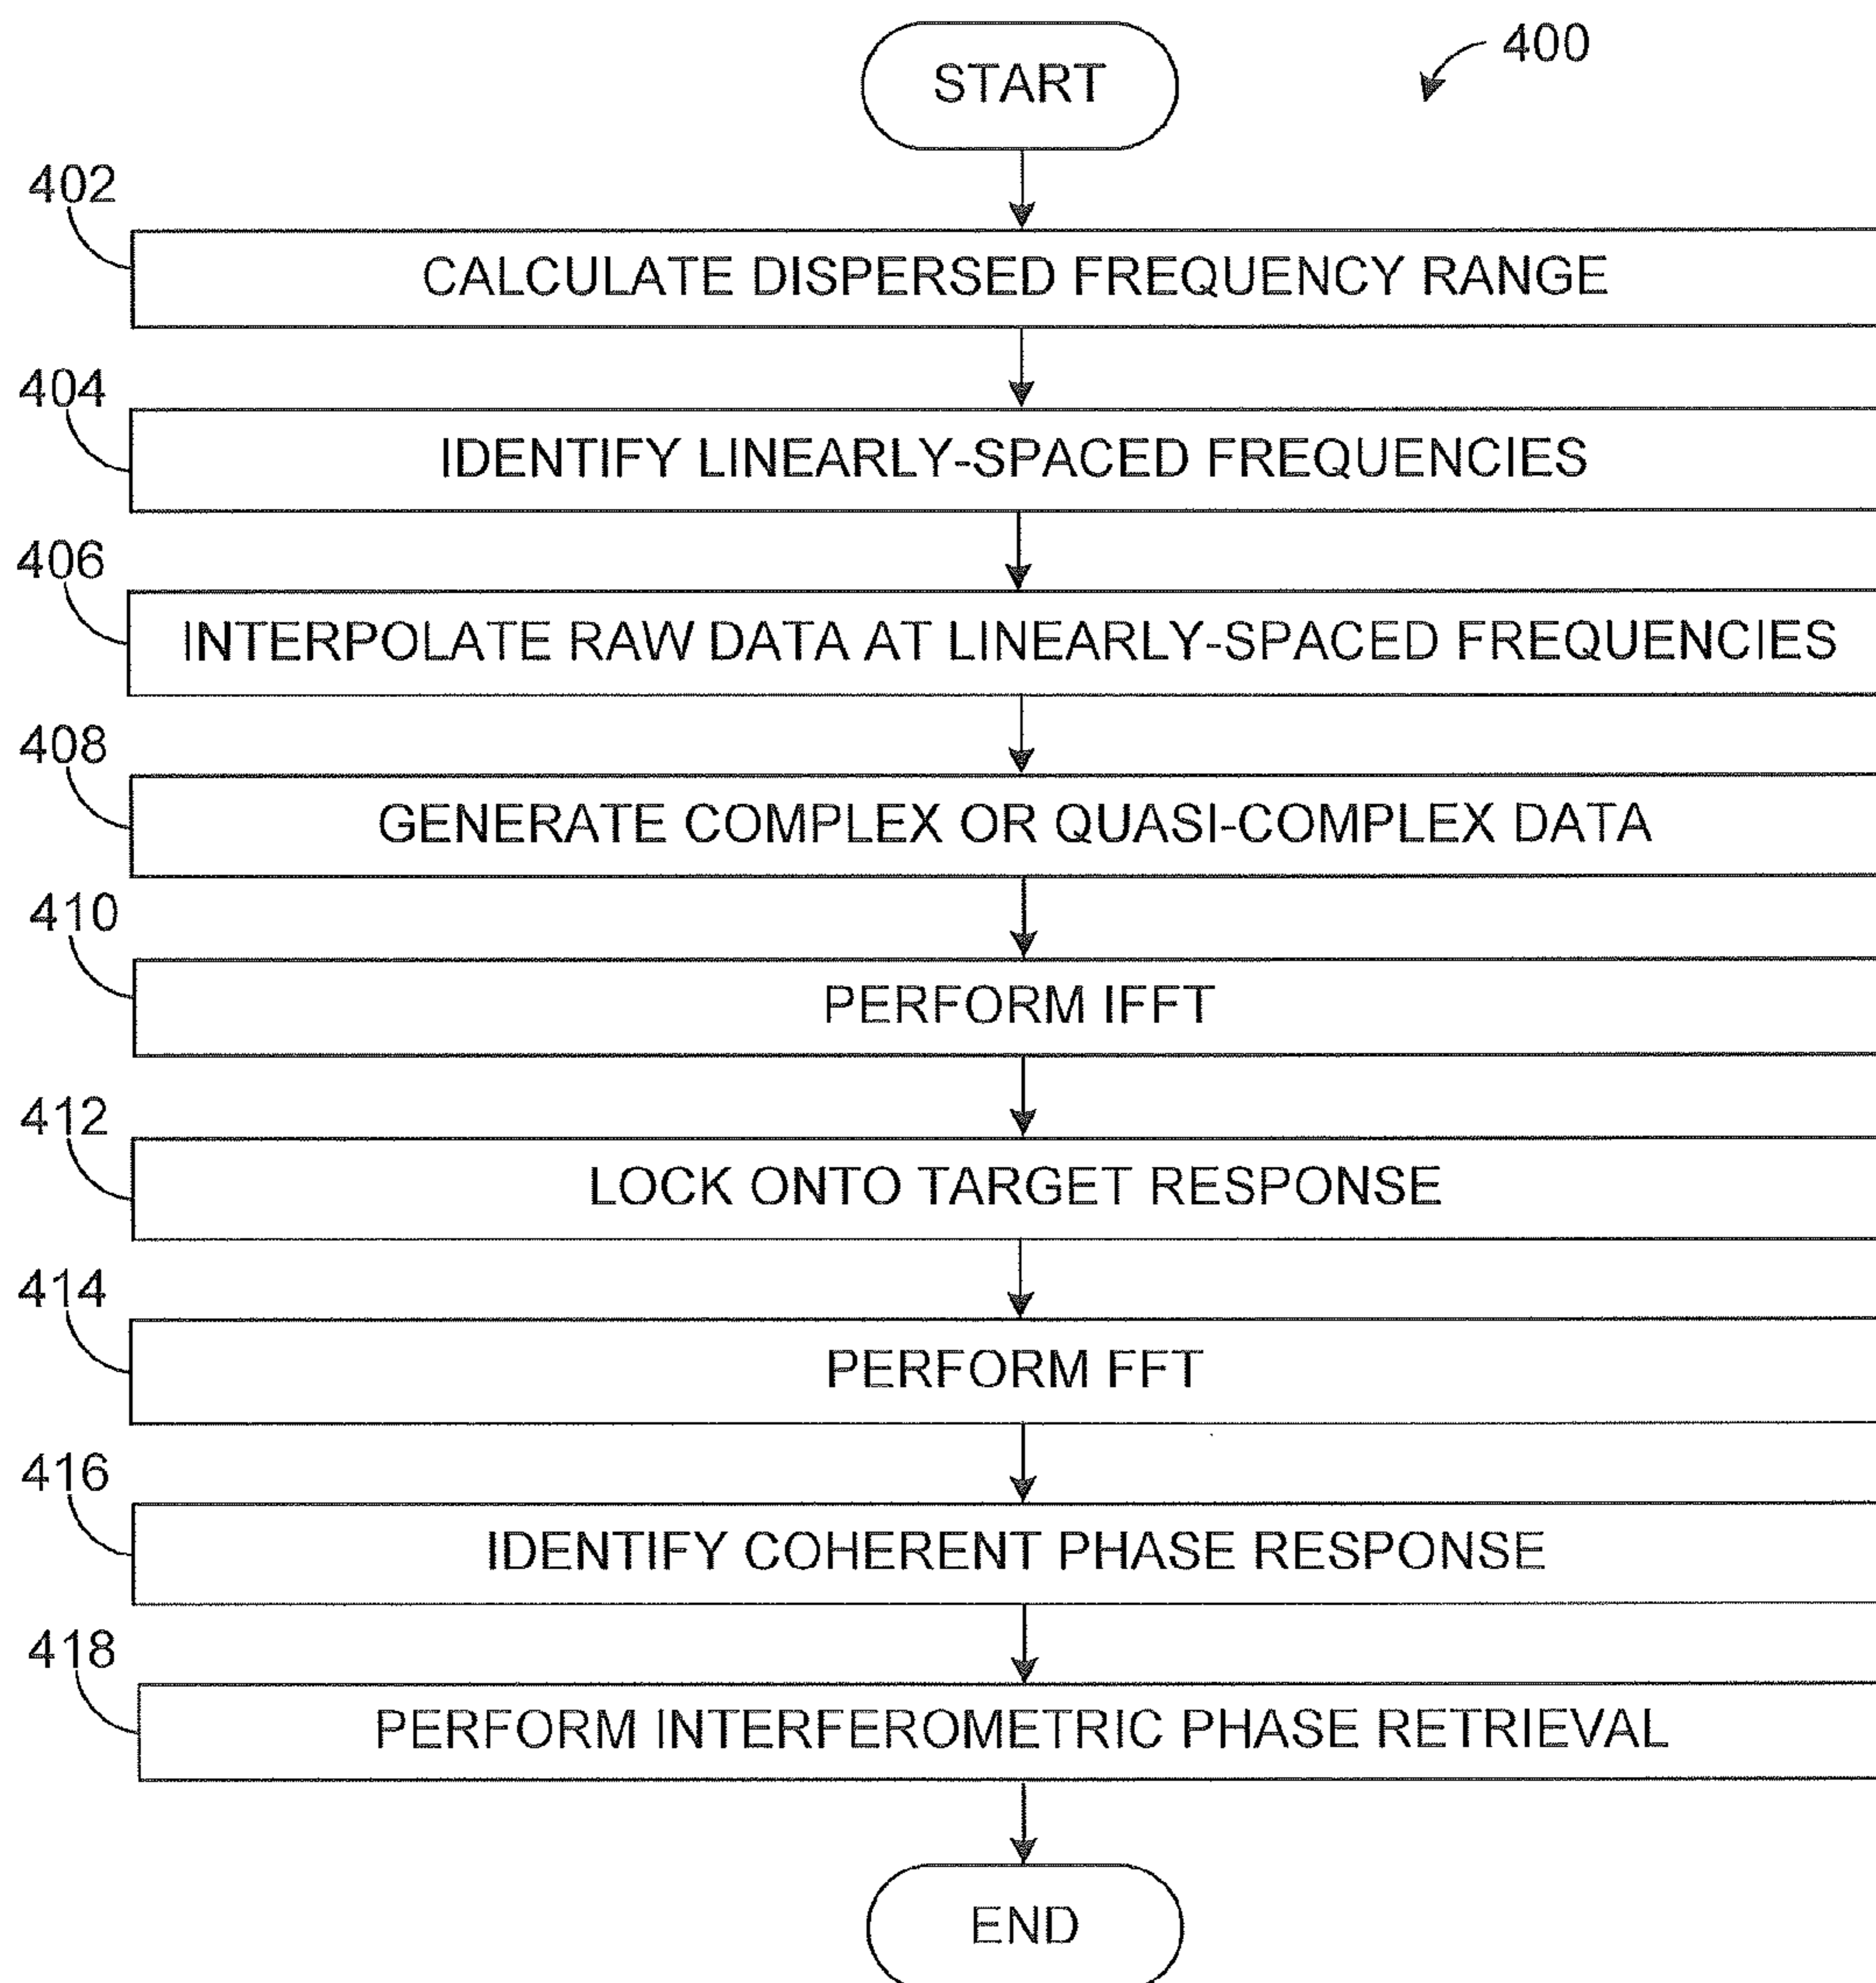 START
400
402
CALCULATE DISPERSED FREQUENCY RANGE
404
IDENTIFY LINEARLY-SPACED FREQUENCIES
406
INTERPOLATE RAW DATA AT LINEARLY-SPACED FREQUENCIES
408
GENERATE COMPLEX OR QUASI-COMPLEX DATA
410
PERFORM IFFT
412
LOCK ONTO TARGET RESPONSE
414
PERFORM FFT
416
IDENTIFY COHERENT PHASE RESPONSE
418
PERFORM INTERFEROMETRIC PHASE RETRIEVAL
END